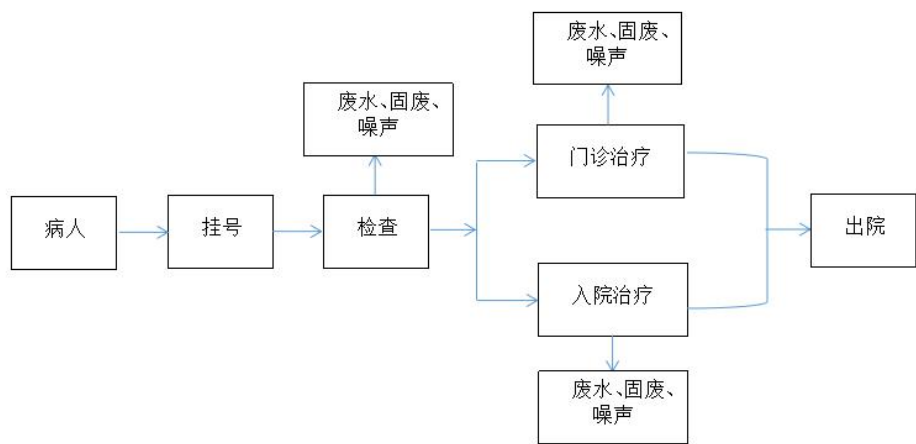 废水、固废、
噪声
废水、固废、
噪声
门诊治疗
病人
挂号
检查
出院
入院治疗
废水、固废、
噪声